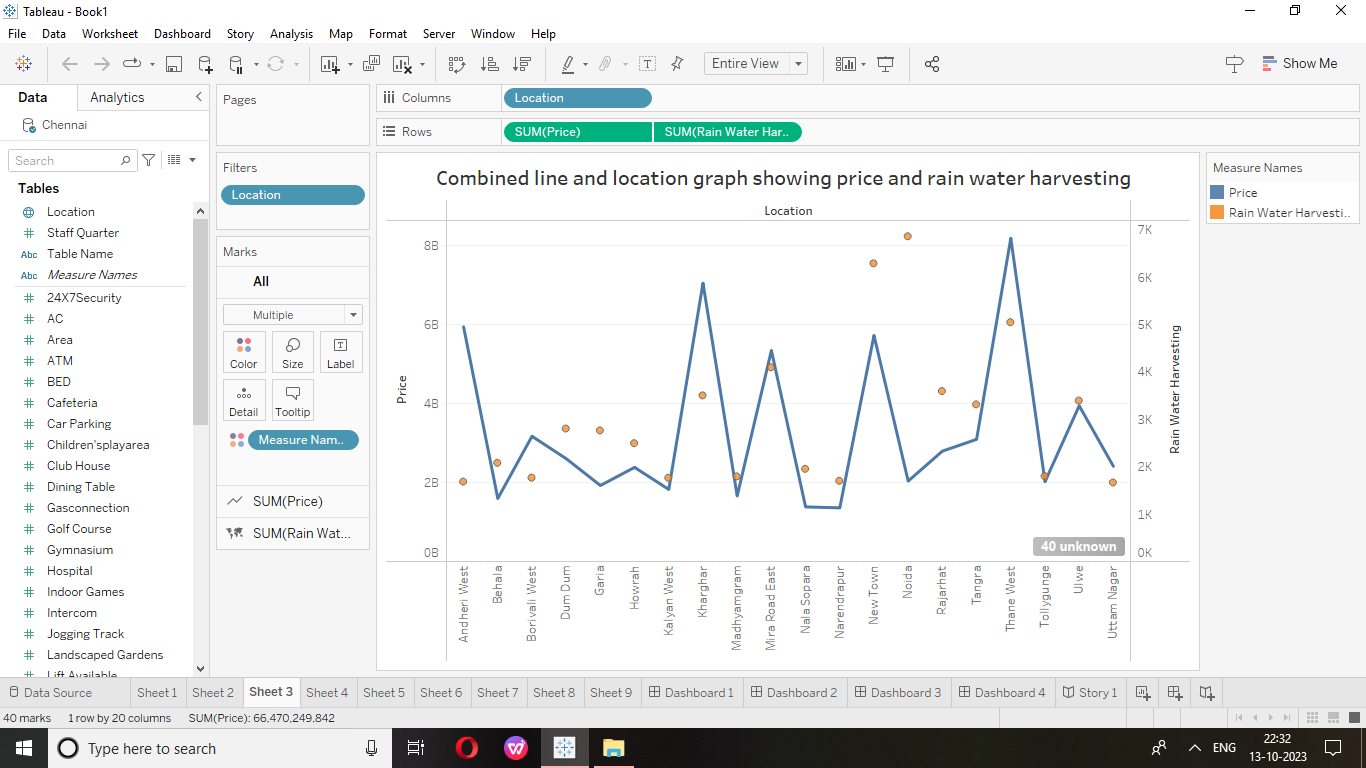 Tableau - Book1
File Data Worksheet Dashboard Story Analysis Map Format Server Window Help
Entire View
Show Me
Data Analytics
Chennai
Search
Tables
Location
Staff Quarter
Abc Table Name
Abc Measure Names
24X7Security
AC
Area
ATM
BED
Cafeteria
Car Parking
Children'splayarea
Club House
Dining Table
Gasconnection
Golf Course
Gymnasium
Hospital
Indoor Games
Intercom
Jogging Track
Landscaped Gardens
Lift Available
Pages
Filters
Location
Marks
All
Multiple
Color Size Label
Detail Tooltip
Measure Nam..
SUM(Price)
SUM(Rain Wat...
Columns Location
Rows SUM(Price) SUM(Rain Water Har..
Combined line and location graph showing price and rain water harvesting
Location
Price
8B
6B
4B
2B
0B
7K
6K
5K
4K
3K
2K
1K
0K
Rain Water Harvesting
40 unknown
Andheri West
Behala
Borivali West
Dum Dum
Garia
Howrah
Kalyan West
Kharghar
Madhyamgram
Mira Road East
Nala Sopara
Narendrapur
New Town
Noida
Rajarhat
Tangra
Thane West
Tollygunge
Ulwe
Uttam Nagar
Measure Names
Price
Rain Water Harvesti..
Data Source Sheet 1 Sheet 2 Sheet 3 Sheet 4 Sheet 5 Sheet 6 Sheet 7 Sheet 8 Sheet 9 Dashboard 1 Dashboard 2 Dashboard 3 Dashboard 4 Story 1
40 marks 1 row by 20 columns SUM(Price): 66,470,249,842
Type here to search
ENG
22:32
13-10-2023